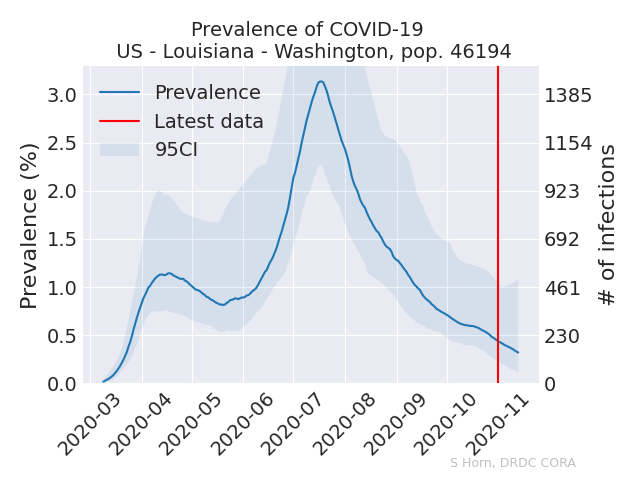 Prevalence of COVID-19
US - Louisiana - Washington, pop. 46194
Prevalence
Latest data
95CI
Prevalence (%)
3.0
2.5
2.0
1.5
1.0
0.5
0.0
1385
1154
923
692
461
230
0
# of infections
2020-03
2020-04
2020-05
2020-06
2020-07
2020-08
2020-09
2020-10
2020-11
S Horn, DRDC CORA